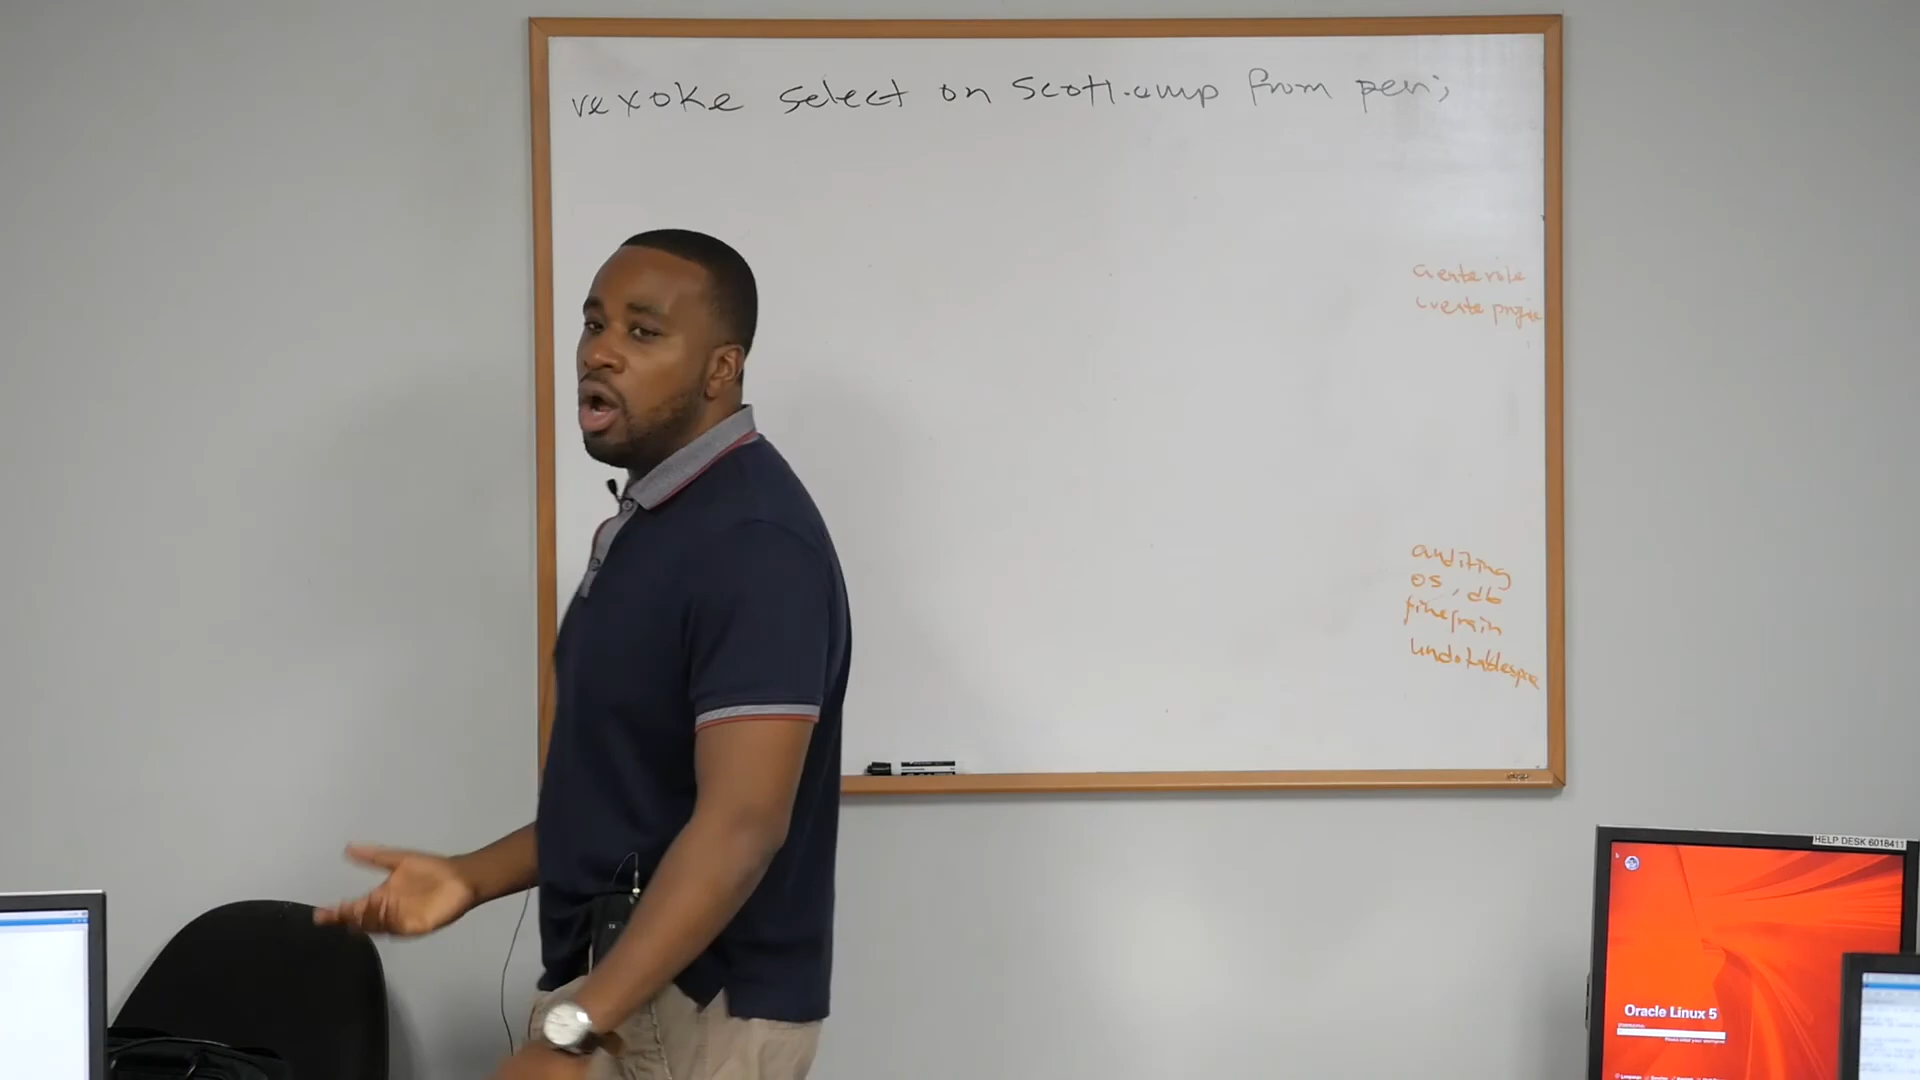 revoke select on scott.emp from peri;
create role
create profile
auditing
os, db
finegrain
undo.tablespace
HELP DESK 6018411
Oracle Linux 5